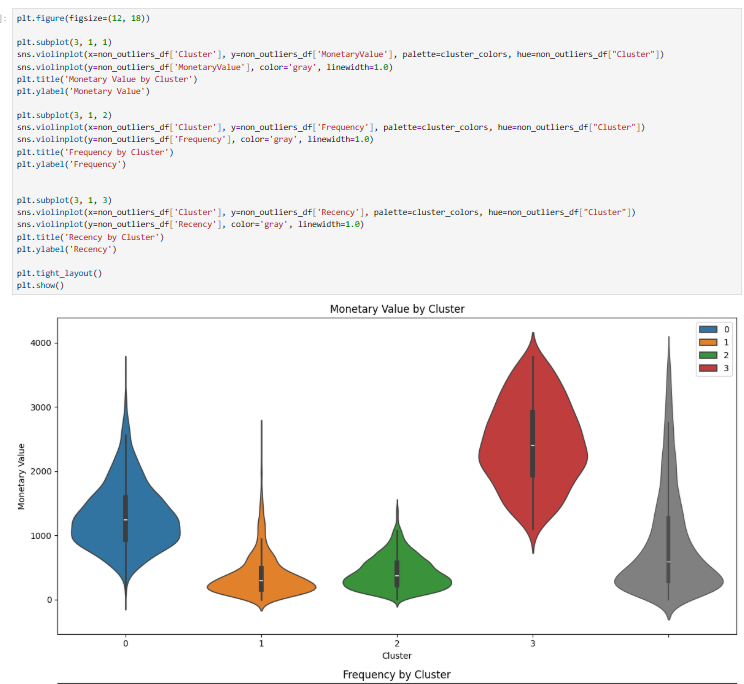 ]:
plt.figure(figsize=(12, 18))
plt.subplot(3, 1, 1)
sns.violinplot(x=non_outliers_df['Cluster'], y=non_outliers_df['MonetaryValue'], palette=cluster_colors, hue=non_outliers_df["Cluster"])
sns.violinplot(y=non_outliers_df['MonetaryValue'], color='gray', linewidth=1.0)
plt.title('Monetary Value by Cluster')
plt.ylabel('Monetary Value')
plt.subplot(3, 1, 2)
sns.violinplot(x=non_outliers_df['Cluster'], y=non_outliers_df['Frequency'], palette=cluster_colors, hue=non_outliers_df["Cluster"])
sns.violinplot(y=non_outliers_df['Frequency'], color='gray', linewidth=1.0)
plt.title('Frequency by Cluster')
plt.ylabel('Frequency')
plt.subplot(3, 1, 3)
sns.violinplot(x=non_outliers_df['Cluster'], y=non_outliers_df['Recency'], palette=cluster_colors, hue=non_outliers_df["Cluster"])
sns.violinplot(y=non_outliers_df['Recency'], color='gray', linewidth=1.0)
plt.title('Recency by Cluster')
plt.ylabel('Recency')
plt.tight_layout()
plt.show()
Monetary Value by Cluster
0
1
2
3
4000
3000
2000
1000
0
Monetary Value
0 1 2 3
Cluster
Frequency by Cluster